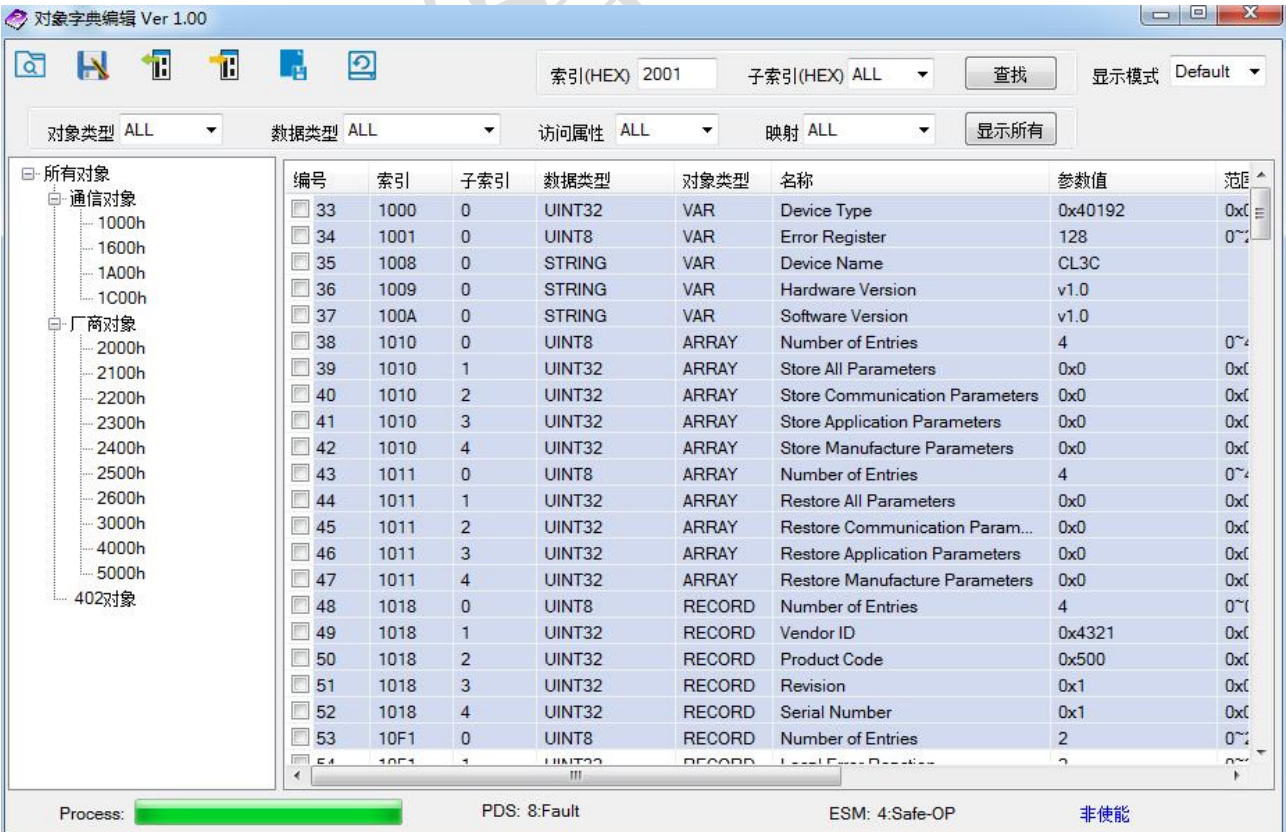 对象字典编辑 Ver 1.00
索引(HEX) 2001 子索引(HEX) ALL 查找 显示模式 Default
对象类型 ALL 数据类型 ALL 访问属性 ALL 映射 ALL 显示所有
所有对象
通信对象
1000h
1600h
1A00h
1C00h
厂商对象
2000h
2100h
2200h
2300h
2400h
2500h
2600h
3000h
4000h
5000h
402对象
编号 索引 子索引 数据类型 对象类型 名称 参数值
33 1000 0 UINT32 VAR Device Type 0x40192
34 1001 0 UINT8 VAR Error Register 128
35 1008 0 STRING VAR Device Name CL3C
36 1009 0 STRING VAR Hardware Version v1.0
37 100A 0 STRING VAR Software Version v1.0
38 1010 0 UINT8 ARRAY Number of Entries 4
39 1010 1 UINT32 ARRAY Store All Parameters 0x0
40 1010 2 UINT32 ARRAY Store Communication Parameters 0x0
41 1010 3 UINT32 ARRAY Store Application Parameters 0x0
42 1010 4 UINT32 ARRAY Store Manufacture Parameters 0x0
43 1011 0 UINT8 ARRAY Number of Entries 4
44 1011 1 UINT32 ARRAY Restore All Parameters 0x0
45 1011 2 UINT32 ARRAY Restore Communication Param... 0x0
46 1011 3 UINT32 ARRAY Restore Application Parameters 0x0
47 1011 4 UINT32 ARRAY Restore Manufacture Parameters 0x0
48 1018 0 UINT8 RECORD Number of Entries 4
49 1018 1 UINT32 RECORD Vendor ID 0x4321
50 1018 2 UINT32 RECORD Product Code 0x500
51 1018 3 UINT32 RECORD Revision 0x1
52 1018 4 UINT32 RECORD Serial Number 0x1
53 10F1 0 UINT8 RECORD Number of Entries 2
Process: PDS: 8:Fault ESM: 4:Safe-OP 非使能